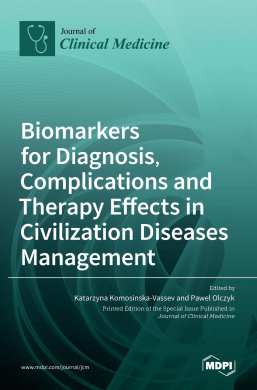 Journal of
Clinical Medicine
Biomarkers
for Diagnosis,
Complications and
Therapy Effects in
Civilization Diseases
Management
Edited by
Katarzyna Komosinska-Vassev and Pawel Olczyk
Printed Edition of the Special Issue Published in
Journal of Clinical Medicine
www.mdpi.com/journal/jcm
MDPI